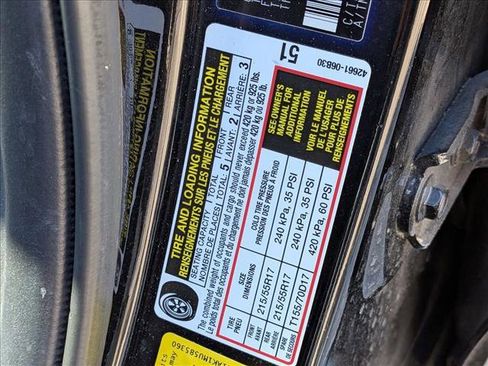 TIRE AND LOADING INFORMATION
RENSEIGNEMENTS SUR LES PNEUS ET LE CHARGEMENT
SEATING CAPACITY TOTAL FRONT REAR
NOMBRE DE PLACES TOTAL 5 AVANT: 2 ARRIÈRE: 3
The combined weight of occupants and cargo should never exceed 420 kg or 925 lbs.
Le poids total des occupants et du chargement ne doit jamais dépasser 420 kg ou 925 lb.
TIRE SIZE COLD TIRE PRESSURE
PNEU DIMENSIONS PRESSION DES PNEUS À FROID
FRONT AVANT 215/55R17 240 kPa, 35 PSI
REAR ARRIÈRE 215/55R17 240 kPa, 35 PSI
SPARE DE SECOURS T155/70D17 420 kPa, 60 PSI
SEE OWNER'S
MANUAL FOR
ADDITIONAL
INFORMATION
VOIR LE MANUEL
DE L'USAGER
POUR PLUS DE
RENSEIGNEMENTS
51
42661-06B30